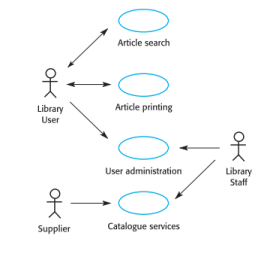 Article search
Library
User
Article printing
User administration
Library
Staff
Supplier
Catalogue services